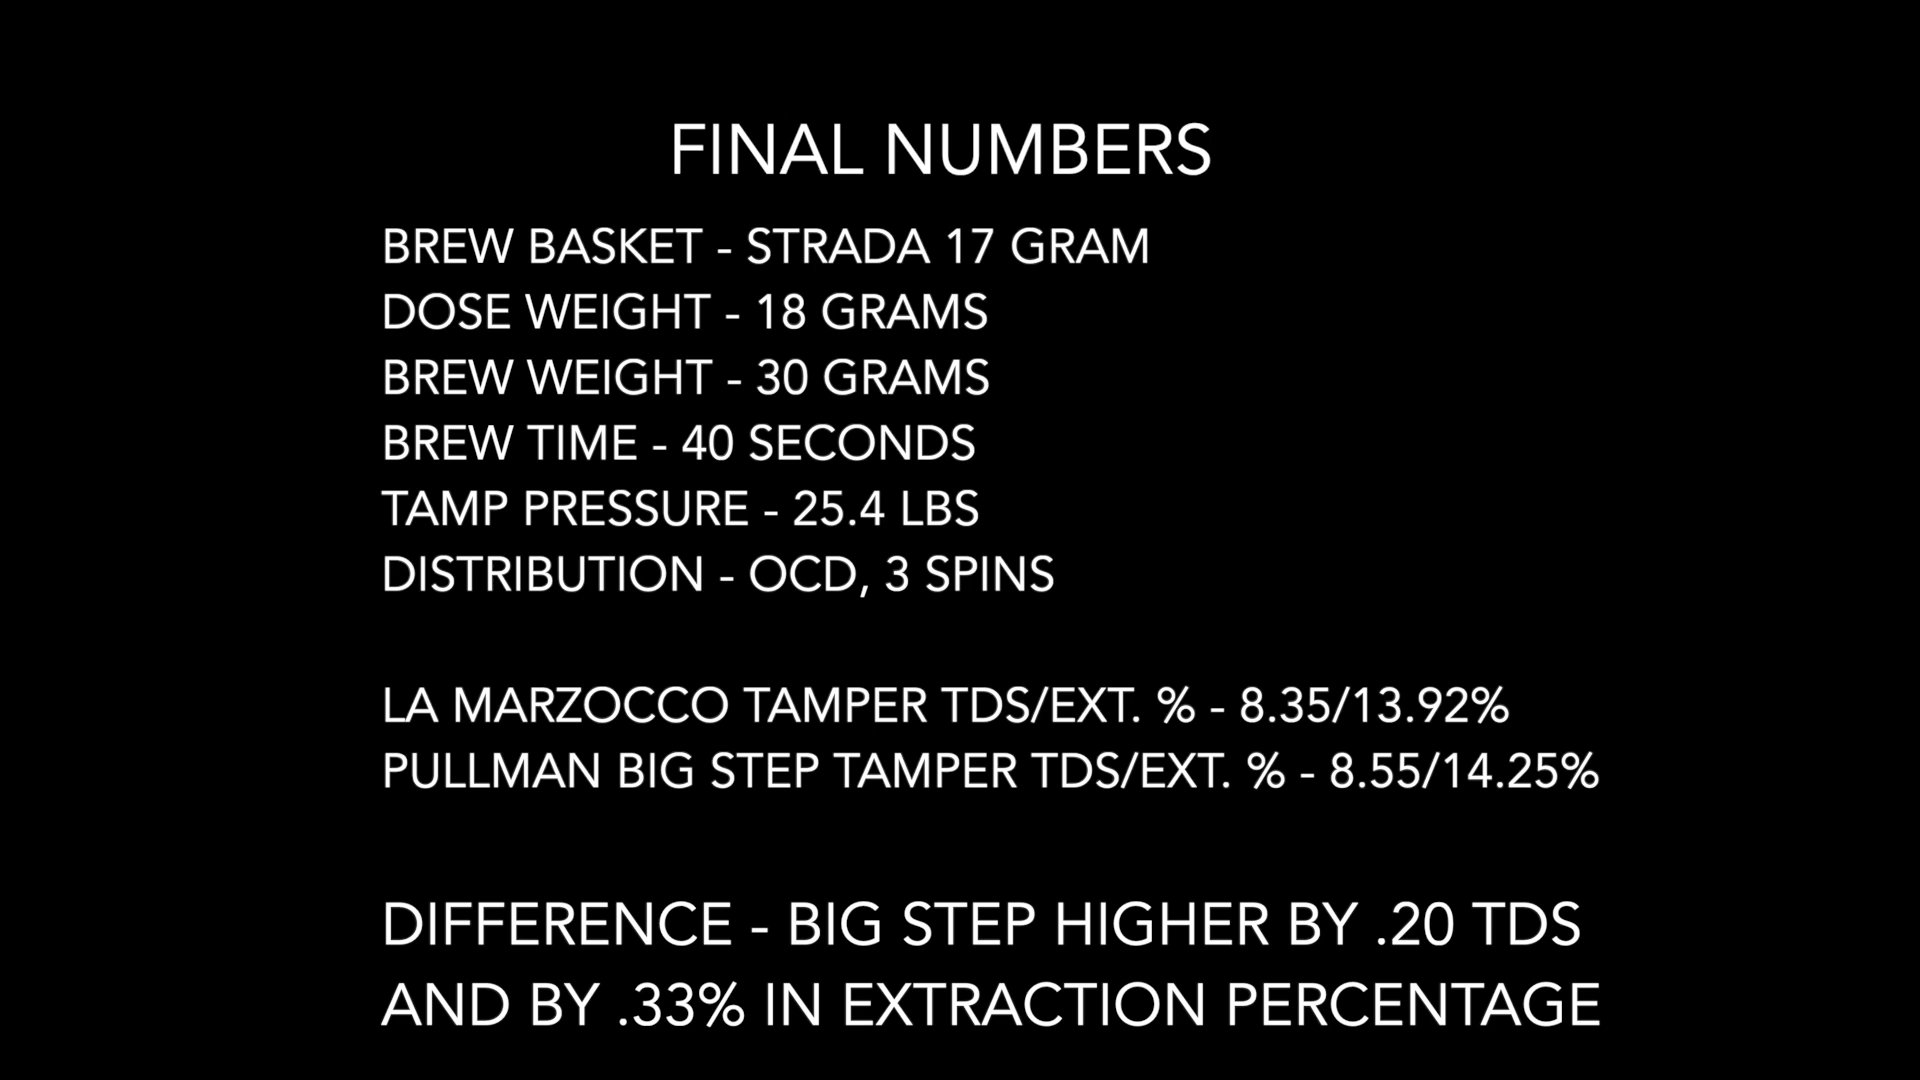 FINAL NUMBERS
BREW BASKET - STRADA 17 GRAM
DOSE WEIGHT - 18 GRAMS
BREW WEIGHT - 30 GRAMS
BREW TIME - 40 SECONDS
TAMP PRESSURE - 25.4 LBS
DISTRIBUTION - OCD, 3 SPINS
LA MARZOCCO TAMPER TDS/EXT. % - 8.35/13.92%
PULLMAN BIG STEP TAMPER TDS/EXT. % - 8.55/14.25%
DIFFERENCE - BIG STEP HIGHER BY .20 TDS
AND BY .33% IN EXTRACTION PERCENTAGE